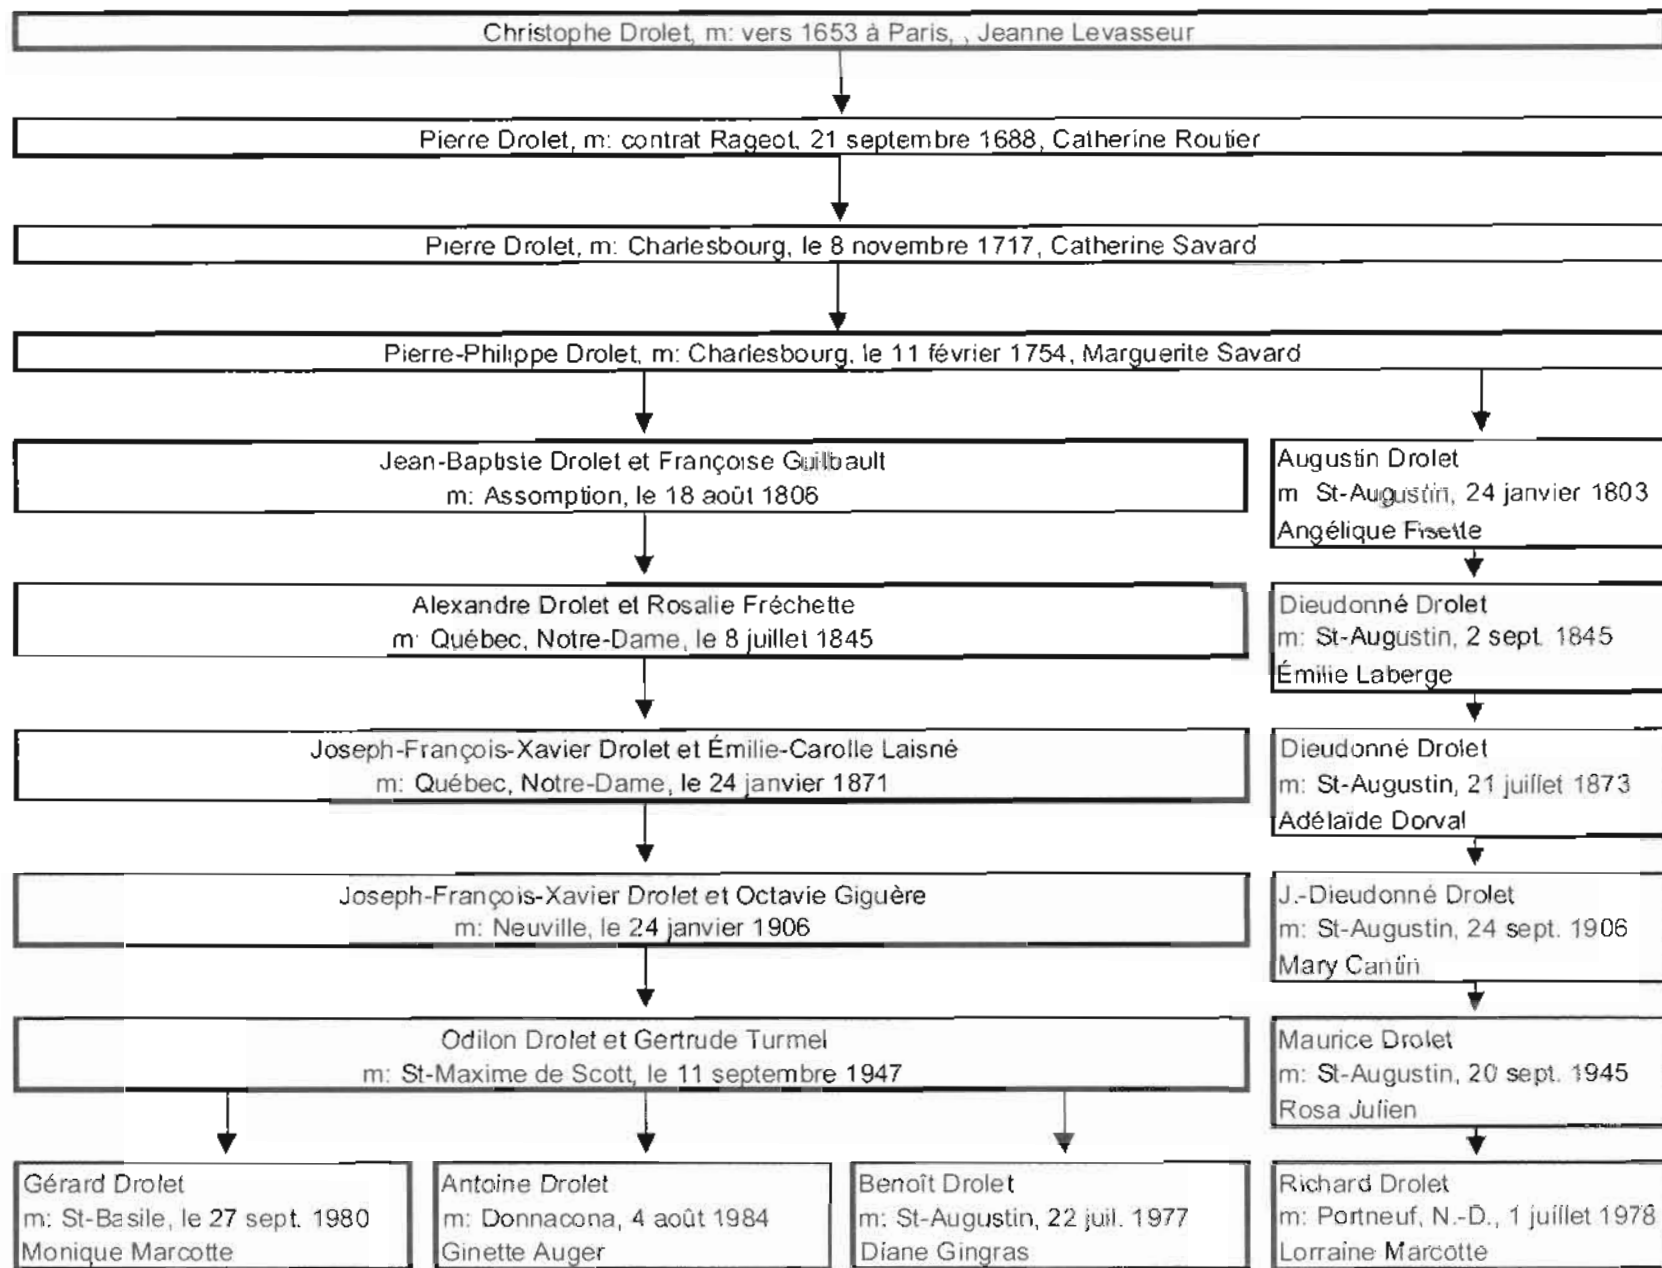 Christophe Drolet, m: vers 1653 à Paris, , Jeanne Levasseur
Pierre Drolet, m: contrat Rageot, 21 septembre 1688, Catherine Routier
Pierre Drolet, m: Charlesbourg, le 8 novembre 1717, Catherine Savard
Pierre-Philippe Drolet, m: Charlesbourg, le 11 février 1754, Marguerite Savard
Jean-Baptiste Drolet et Françoise Guilbault
m: Assomption, le 18 août 1806
Augustin Drolet
m St-Augustin, 24 janvier 1803
Angélique Fisette
Alexandre Drolet et Rosalie Fréchette
m: Québec, Notre-Dame, le 8 juillet 1845
Dieudonné Drolet
m: St-Augustin, 2 sept. 1845
Émilie Laberge
Joseph-François-Xavier Drolet et Émilie-Carolle Laisné
m: Québec, Notre-Dame, le 24 janvier 1871
Dieudonné Drolet
m: St-Augustin, 21 juillet 1873
Adélaïde Dorval
Joseph-François-Xavier Drolet et Octavie Giguère
m: Neuville, le 24 janvier 1906
J.-Dieudonné Drolet
m: St-Augustin, 24 sept. 1906
Mary Cantin
Odilon Drolet et Gertrude Turmel
m: St-Maxime de Scott, le 11 septembre 1947
Maurice Drolet
m: St-Augustin, 20 sept. 1945
Rosa Julien
Gérard Drolet
m: St-Basile, le 27 sept. 1980
Monique Marcotte
Antoine Drolet
m: Donnacona, 4 août 1984
Ginette Auger
Benoît Drolet
m: St-Augustin, 22 juil. 1977
Diane Gingras
Richard Drolet
m: Portneuf, N.-D., 1 juillet 1978
Lorraine Marcotte